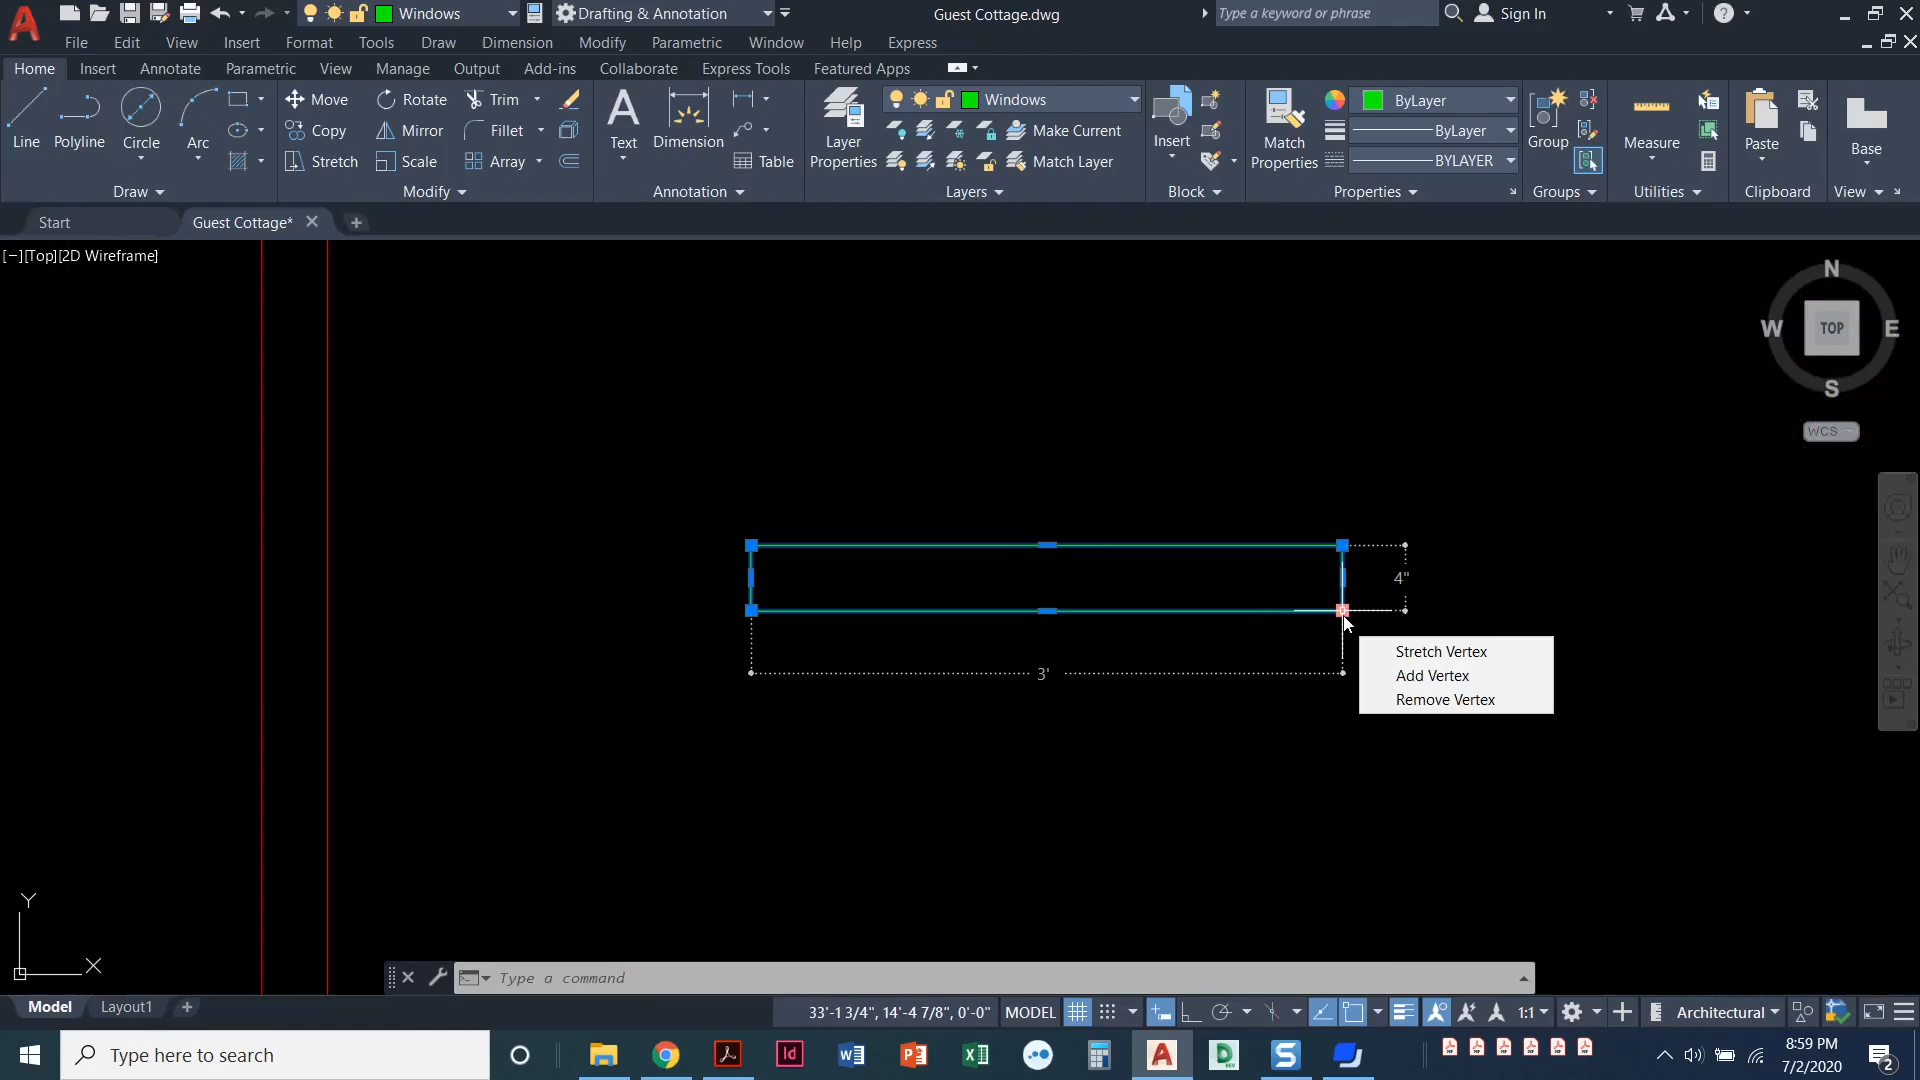 Windows
Drafting & Annotation
Guest Cottage.dwg
Type a keyword or phrase
Sign In
File Edit View Insert Format Tools Draw Dimension Modify Parametric Window Help Express
Home Insert Annotate Parametric View Manage Output Add-ins Collaborate Express Tools Featured Apps
Line
Polyline
Circle
Arc
Draw
Move
Rotate
Trim
Copy
Mirror
Fillet
Stretch
Scale
Array
Modify
Text
Dimension
Table
Annotation
Layer
Properties
Windows
Make Current
Match Layer
Layers
Insert
Block
Match
Properties
ByLayer
ByLayer
BYLAYER
Properties
Group
Groups
Measure
Utilities
Paste
Clipboard
Base
View
Start
Guest Cottage*
[−][Top][2D Wireframe]
N
W
TOP
E
S
WCS
4"
3'
Stretch Vertex
Add Vertex
Remove Vertex
Y
X
Type a command
Model
Layout1
33'-1 3/4", 14'-4 7/8", 0'-0"
MODEL
1:1
Architectural
Type here to search
8:59 PM
7/2/2020
2